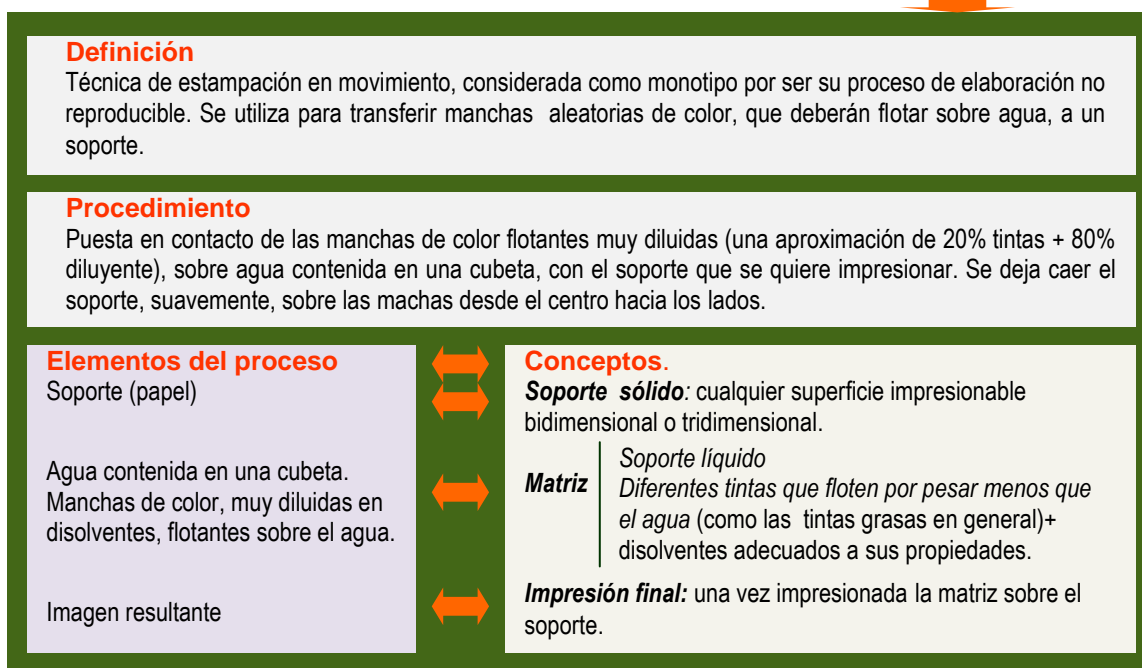 Definición
Técnica de estampación en movimiento, considerada como monotipo por ser su proceso de elaboración no
reproducible. Se utiliza para transferir manchas aleatorias de color, que deberán flotar sobre agua, a un
soporte.
Procedimiento
Puesta en contacto de las manchas de color flotantes muy diluidas (una aproximación de 20% tintas + 80%
diluyente), sobre agua contenida en una cubeta, con el soporte que se quiere impresionar. Se deja caer el
soporte, suavemente, sobre las machas desde el centro hacia los lados.
Elementos del proceso
Soporte (papel)
Agua contenida en una cubeta.
Manchas de color, muy diluidas en
disolventes, flotantes sobre el agua.
Imagen resultante
Conceptos.
Soporte sólido: cualquier superficie impresionable
bidimensional o tridimensional.
Matriz
Soporte líquido
Diferentes tintas que floten por pesar menos que
el agua (como las tintas grasas en general)+
disolventes adecuados a sus propiedades.
Impresión final: una vez impresionada la matriz sobre el
soporte.